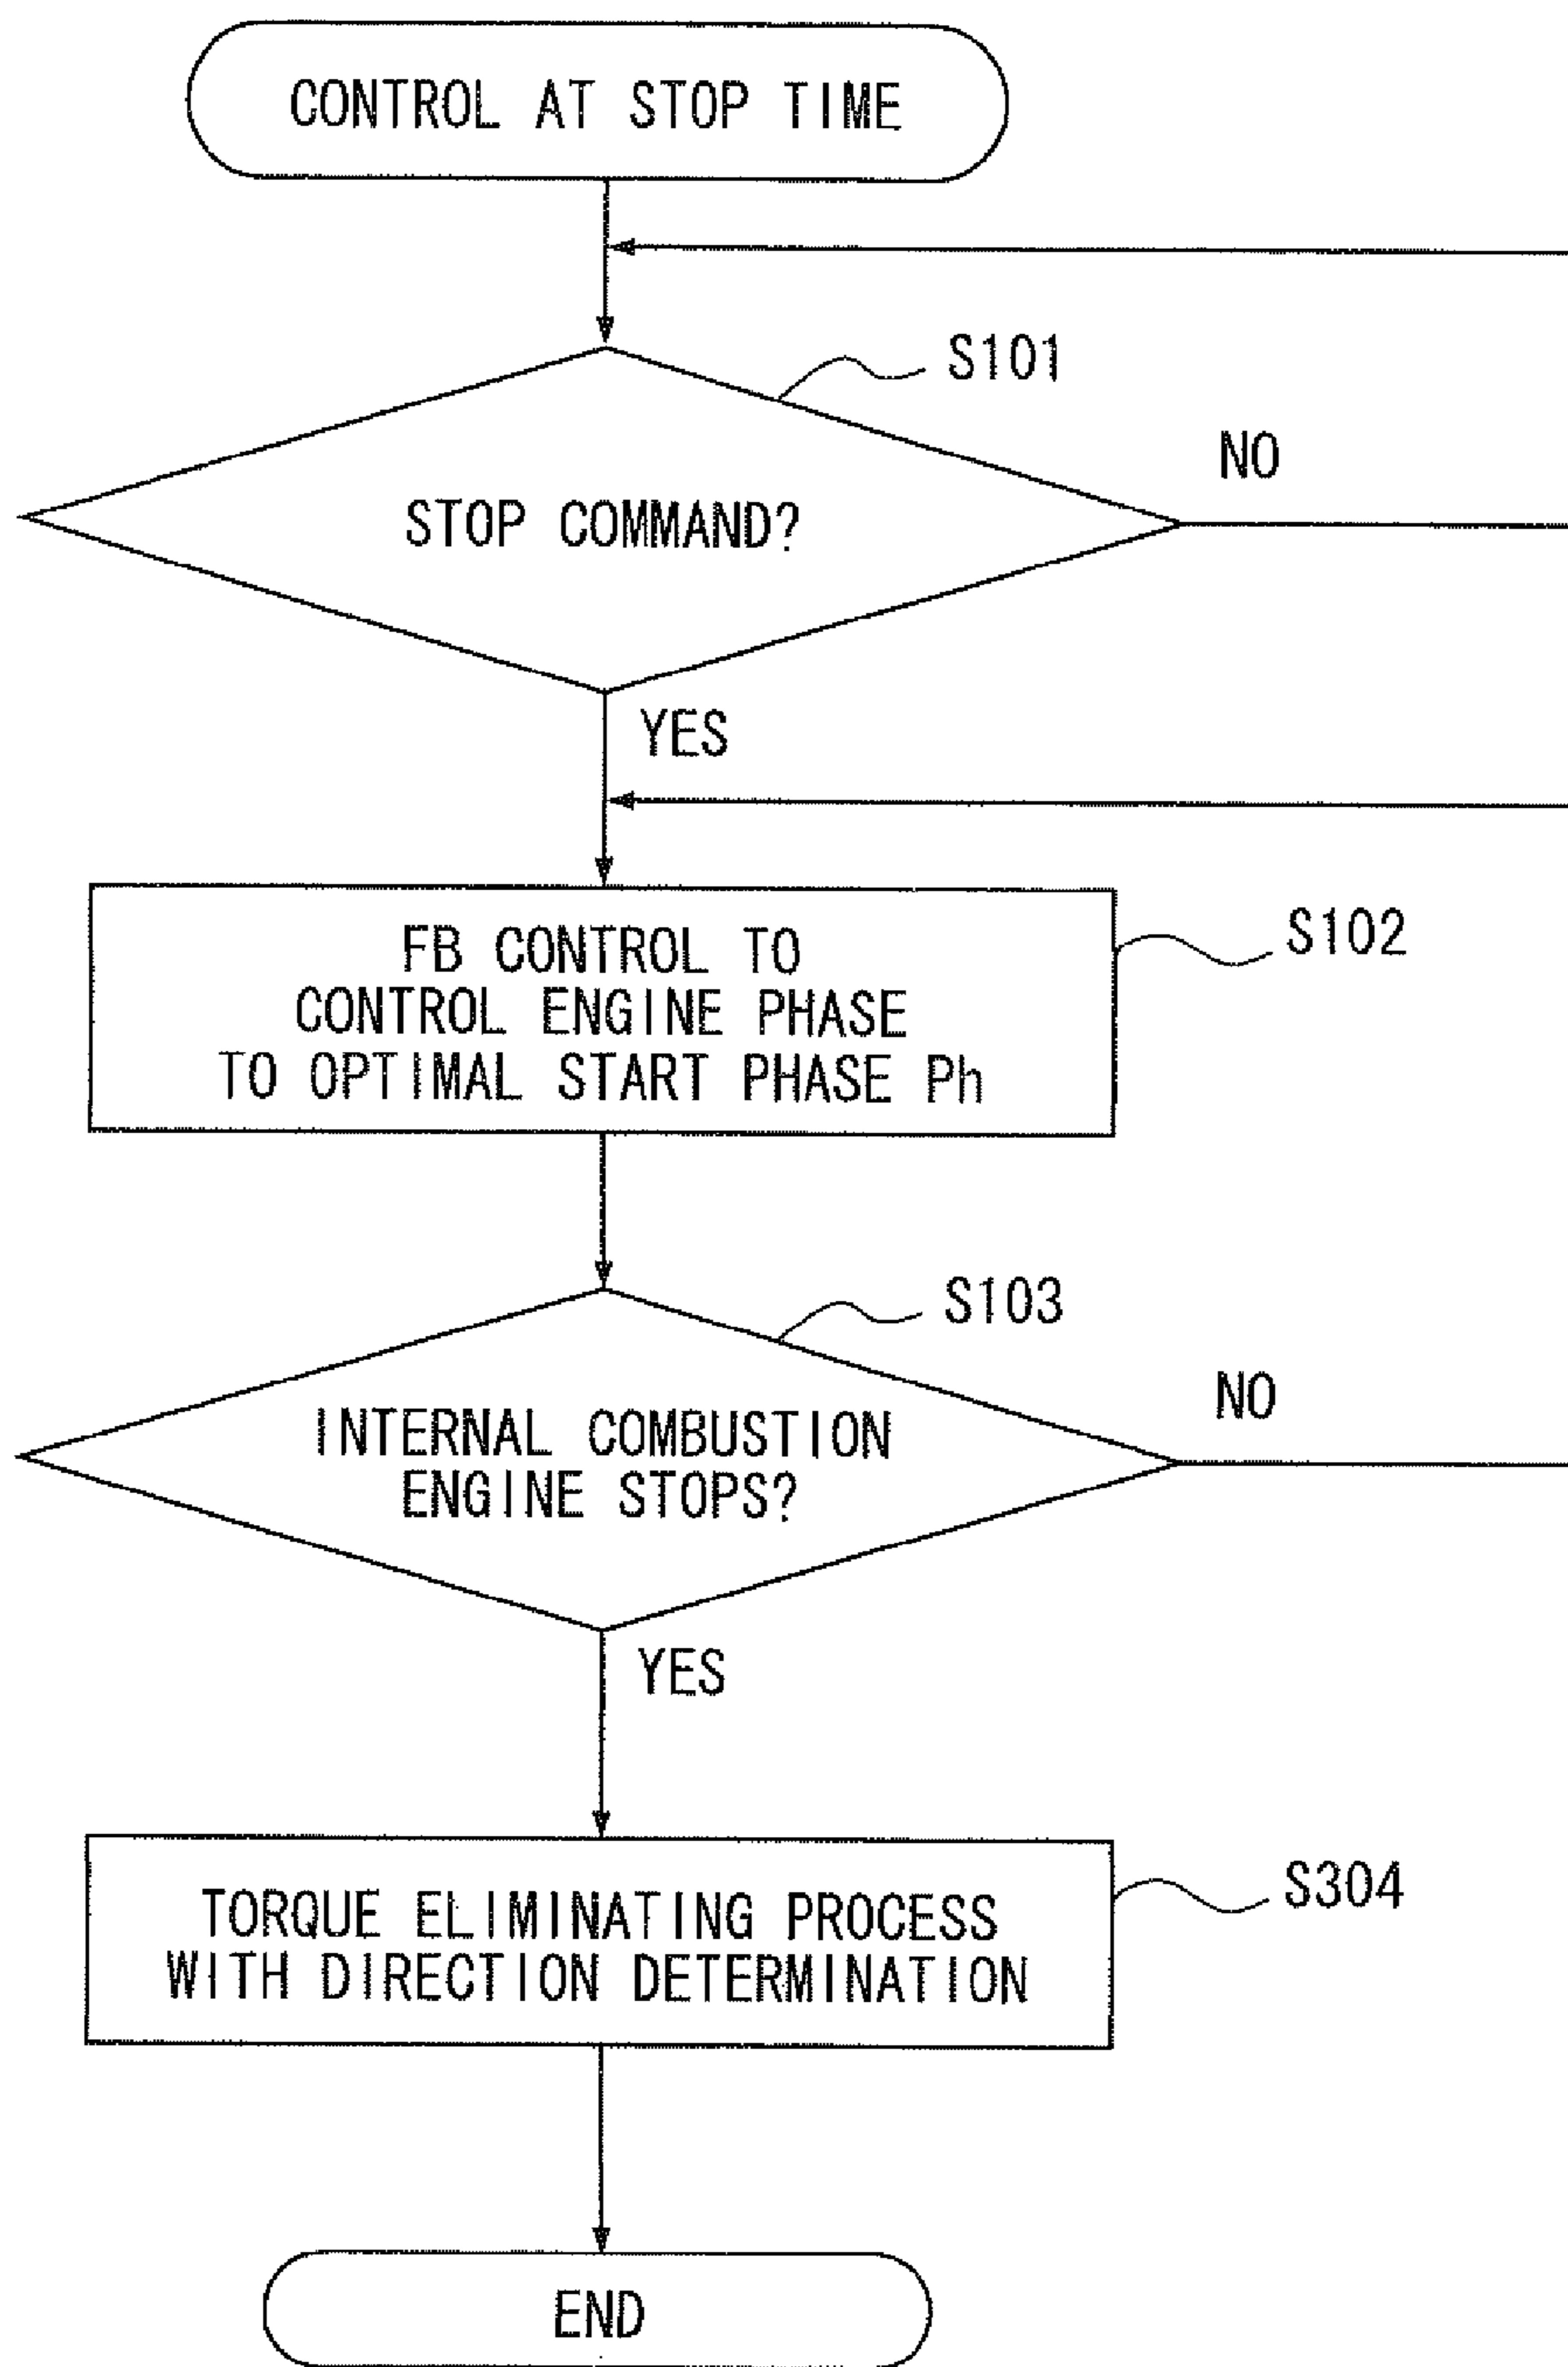 CONTROL AT STOP TIME
S101
NO
STOP COMMAND?
YES
S102
FB CONTROL TO
CONTROL ENGINE PHASE
TO OPTIMAL START PHASE Ph
S103
NO
INTERNAL COMBUSTION
ENGINE STOPS?
YES
S304
TORQUE ELIMINATING PROCESS
WITH DIRECTION DETERMINATION
END